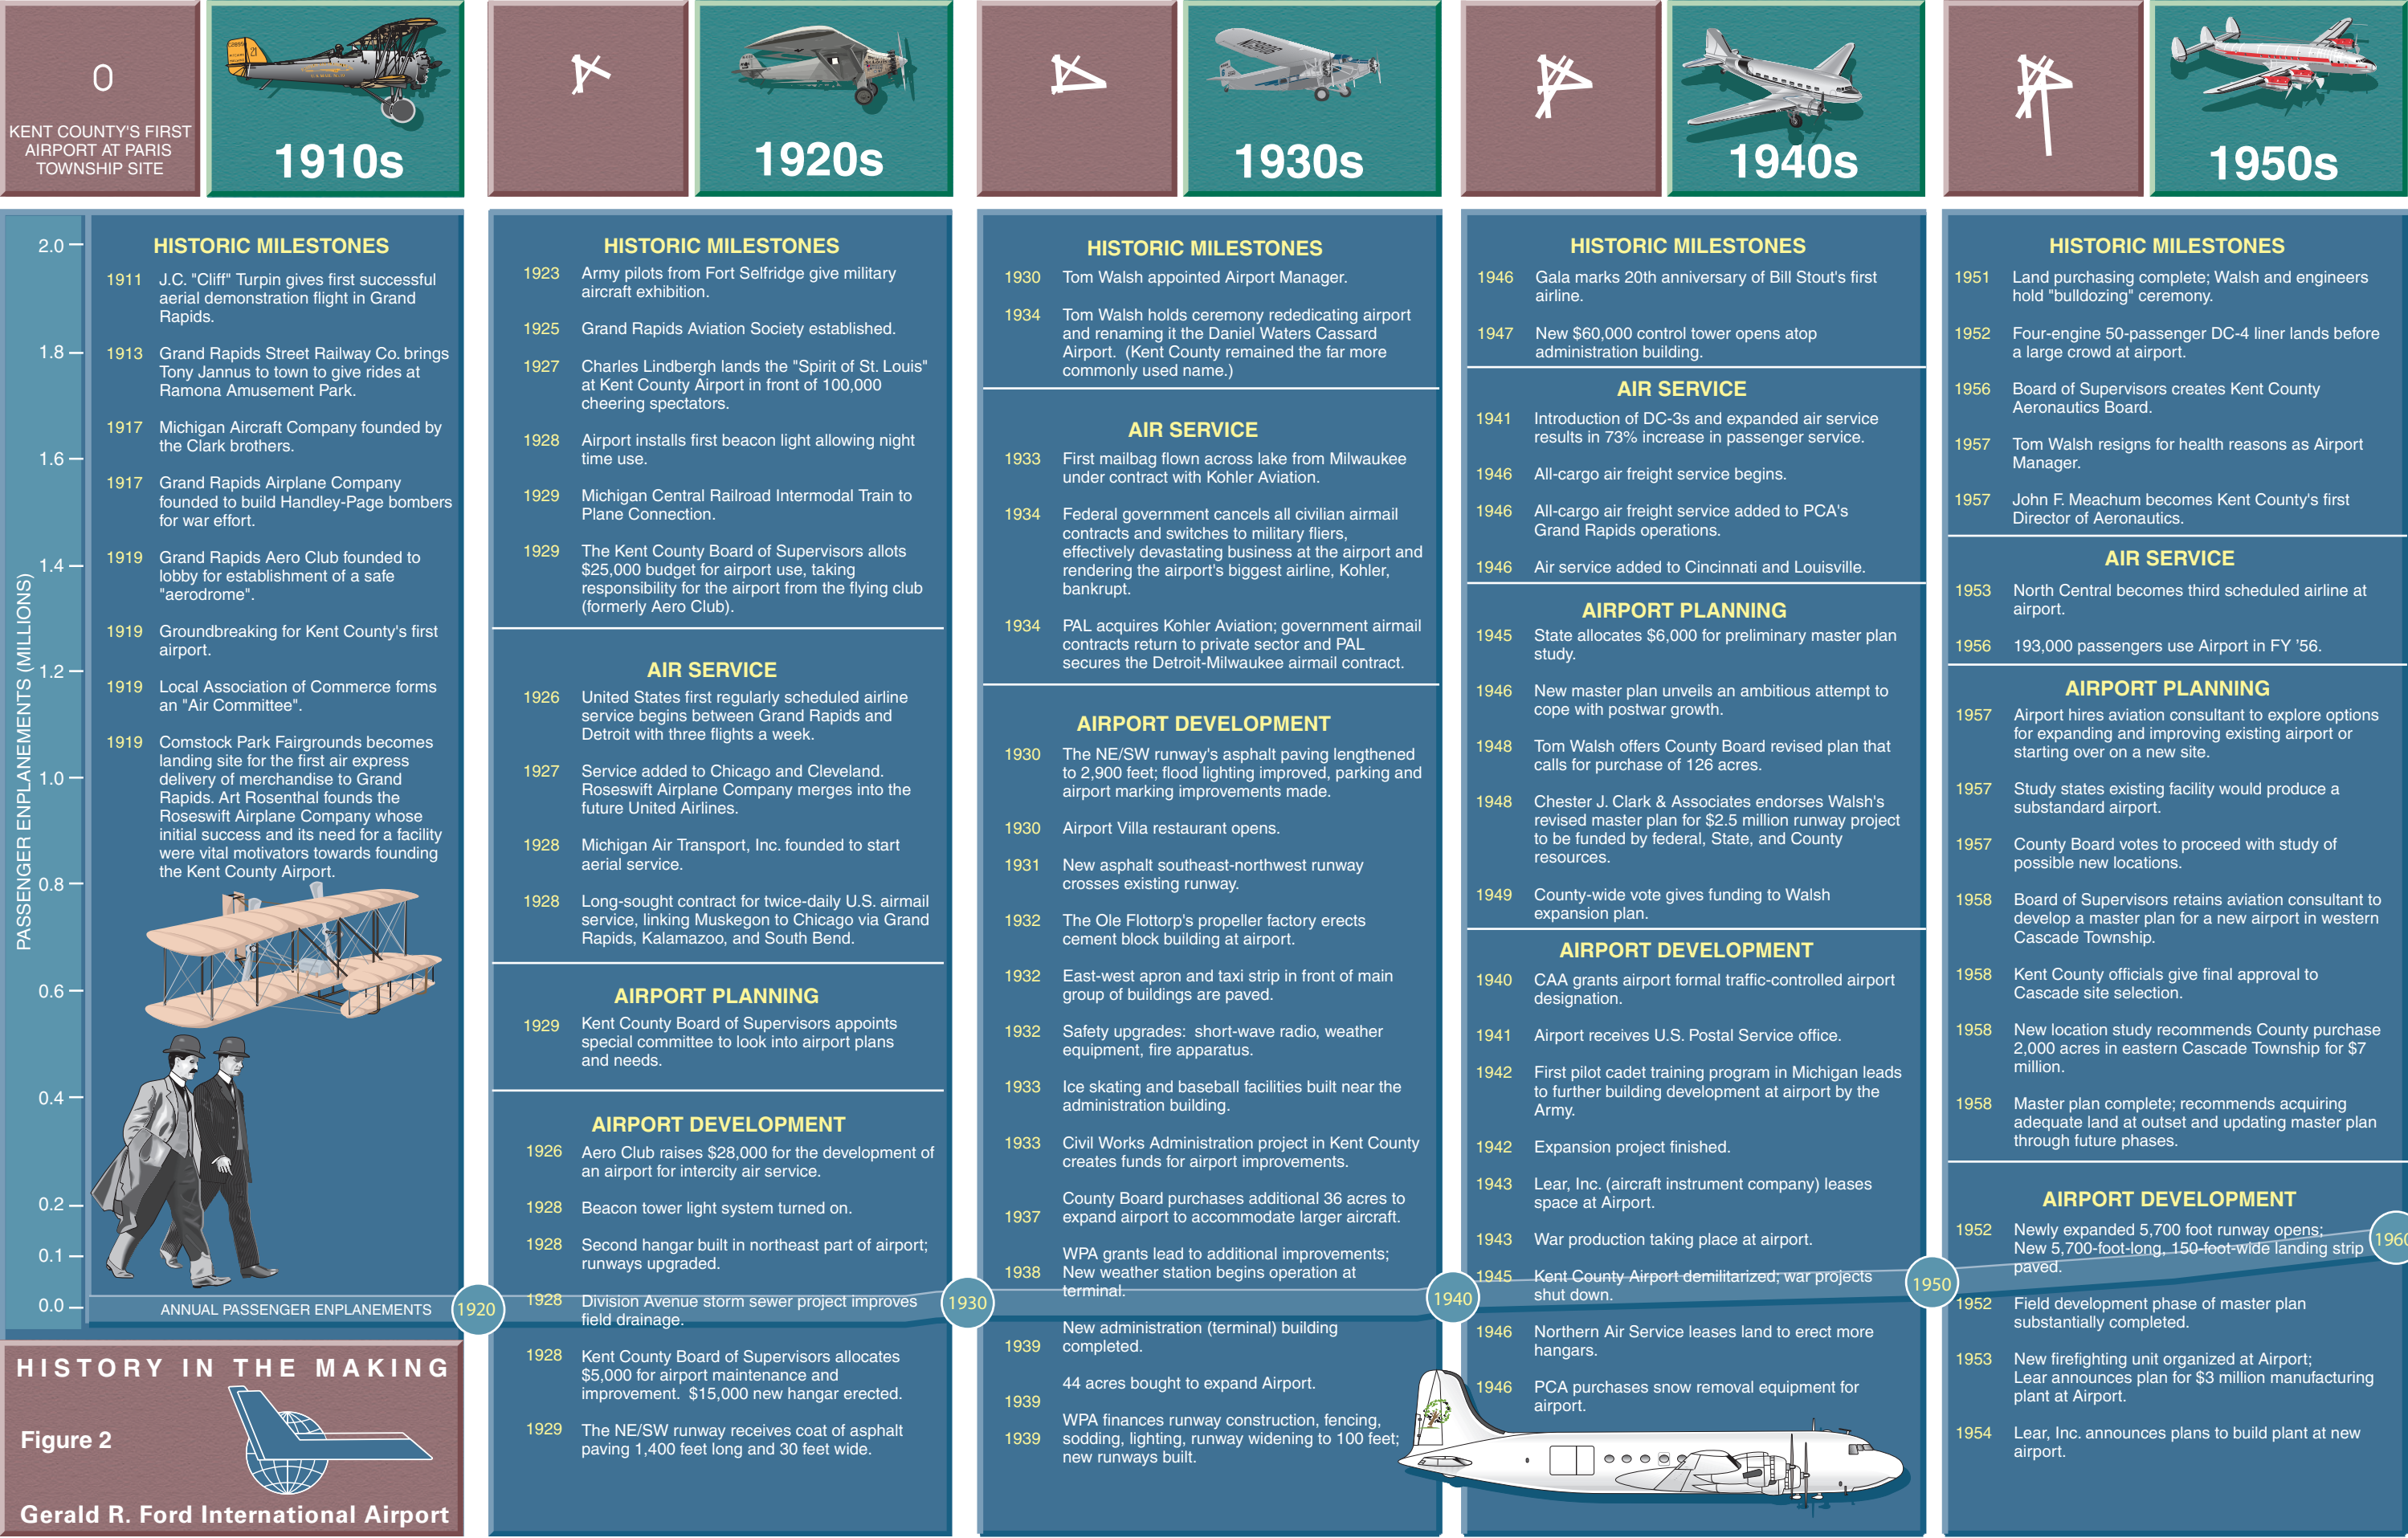 0
KENT COUNTY'S FIRST
AIRPORT AT PARIS
TOWNSHIP SITE
21
1910s
1920s
1930s
1940s
1950s
PASSENGER ENPLANEMENTS (MILLIONS)
2.0
1.8
1.6
1.4
1.2
1.0
0.8
0.6
0.4
0.2
0.1
0.0
HISTORIC MILESTONES
1911 J.C. "Cliff" Turpin gives first successful
aerial demonstration flight in Grand
Rapids.
1913 Grand Rapids Street Railway Co. brings
Tony Jannus to town to give rides at
Ramona Amusement Park.
1917 Michigan Aircraft Company founded by
the Clark brothers.
1917 Grand Rapids Airplane Company
founded to build Handley-Page bombers
for war effort.
1919 Grand Rapids Aero Club founded to
lobby for establishment of a safe
"aerodrome".
1919 Groundbreaking for Kent County's first
airport.
1919 Local Association of Commerce forms
an "Air Committee".
1919 Comstock Park Fairgrounds becomes
landing site for the first air express
delivery of merchandise to Grand
Rapids. Art Rosenthal founds the
Roseswift Airplane Company whose
initial success and its need for a facility
were vital motivators towards founding
the Kent County Airport.
ANNUAL PASSENGER ENPLANEMENTS
1920
HISTORY IN THE MAKING
Figure 2
Gerald R. Ford International Airport
HISTORIC MILESTONES
1923 Army pilots from Fort Selfridge give military
aircraft exhibition.
1925 Grand Rapids Aviation Society established.
1927 Charles Lindbergh lands the "Spirit of St. Louis"
at Kent County Airport in front of 100,000
cheering spectators.
1928 Airport installs first beacon light allowing night
time use.
1929 Michigan Central Railroad Intermodal Train to
Plane Connection.
1929 The Kent County Board of Supervisors allots
$25,000 budget for airport use, taking
responsibility for the airport from the flying club
(formerly Aero Club).
AIR SERVICE
1926 United States first regularly scheduled airline
service begins between Grand Rapids and
Detroit with three flights a week.
1927 Service added to Chicago and Cleveland.
Roseswift Airplane Company merges into the
future United Airlines.
1928 Michigan Air Transport, Inc. founded to start
aerial service.
1928 Long-sought contract for twice-daily U.S. airmail
service, linking Muskegon to Chicago via Grand
Rapids, Kalamazoo, and South Bend.
AIRPORT PLANNING
1929 Kent County Board of Supervisors appoints
special committee to look into airport plans
and needs.
AIRPORT DEVELOPMENT
1926 Aero Club raises $28,000 for the development of
an airport for intercity air service.
1928 Beacon tower light system turned on.
1928 Second hangar built in northeast part of airport;
runways upgraded.
1928 Division Avenue storm sewer project improves
field drainage.
1928 Kent County Board of Supervisors allocates
$5,000 for airport maintenance and
improvement. $15,000 new hangar erected.
1929 The NE/SW runway receives coat of asphalt
paving 1,400 feet long and 30 feet wide.
1930
HISTORIC MILESTONES
1930 Tom Walsh appointed Airport Manager.
1934 Tom Walsh holds ceremony rededicating airport
and renaming it the Daniel Waters Cassard
Airport. (Kent County remained the far more
commonly used name.)
AIR SERVICE
1933 First mailbag flown across lake from Milwaukee
under contract with Kohler Aviation.
1934 Federal government cancels all civilian airmail
contracts and switches to military fliers,
effectively devastating business at the airport and
rendering the airport's biggest airline, Kohler,
bankrupt.
1934 PAL acquires Kohler Aviation; government airmail
contracts return to private sector and PAL
secures the Detroit-Milwaukee airmail contract.
AIRPORT DEVELOPMENT
1930 The NE/SW runway's asphalt paving lengthened
to 2,900 feet; flood lighting improved, parking and
airport marking improvements made.
1930 Airport Villa restaurant opens.
1931 New asphalt southeast-northwest runway
crosses existing runway.
1932 The Ole Flottorp's propeller factory erects
cement block building at airport.
1932 East-west apron and taxi strip in front of main
group of buildings are paved.
1932 Safety upgrades: short-wave radio, weather
equipment, fire apparatus.
1933 Ice skating and baseball facilities built near the
administration building.
1933 Civil Works Administration project in Kent County
creates funds for airport improvements.
County Board purchases additional 36 acres to
1937 expand airport to accommodate larger aircraft.
WPA grants lead to additional improvements;
1938 New weather station begins operation at
terminal.
New administration (terminal) building
1939 completed.
44 acres bought to expand Airport.
1939
WPA finances runway construction, fencing,
1939 sodding, lighting, runway widening to 100 feet;
new runways built.
1940
HISTORIC MILESTONES
1946 Gala marks 20th anniversary of Bill Stout's first
airline.
1947 New $60,000 control tower opens atop
administration building.
AIR SERVICE
1941 Introduction of DC-3s and expanded air service
results in 73% increase in passenger service.
1946 All-cargo air freight service begins.
1946 All-cargo air freight service added to PCA's
Grand Rapids operations.
1946 Air service added to Cincinnati and Louisville.
AIRPORT PLANNING
1945 State allocates $6,000 for preliminary master plan
study.
1946 New master plan unveils an ambitious attempt to
cope with postwar growth.
1948 Tom Walsh offers County Board revised plan that
calls for purchase of 126 acres.
1948 Chester J. Clark & Associates endorses Walsh's
revised master plan for $2.5 million runway project
to be funded by federal, State, and County
resources.
1949 County-wide vote gives funding to Walsh
expansion plan.
AIRPORT DEVELOPMENT
1940 CAA grants airport formal traffic-controlled airport
designation.
1941 Airport receives U.S. Postal Service office.
1942 First pilot cadet training program in Michigan leads
to further building development at airport by the
Army.
1942 Expansion project finished.
1943 Lear, Inc. (aircraft instrument company) leases
space at Airport.
1943 War production taking place at airport.
1945 Kent County Airport demilitarized; war projects
shut down.
1946 Northern Air Service leases land to erect more
hangars.
1946 PCA purchases snow removal equipment for
airport.
1950
HISTORIC MILESTONES
1951 Land purchasing complete; Walsh and engineers
hold "bulldozing" ceremony.
1952 Four-engine 50-passenger DC-4 liner lands before
a large crowd at airport.
1956 Board of Supervisors creates Kent County
Aeronautics Board.
1957 Tom Walsh resigns for health reasons as Airport
Manager.
1957 John F. Meachum becomes Kent County's first
Director of Aeronautics.
AIR SERVICE
1953 North Central becomes third scheduled airline at
airport.
1956 193,000 passengers use Airport in FY '56.
AIRPORT PLANNING
1957 Airport hires aviation consultant to explore options
for expanding and improving existing airport or
starting over on a new site.
1957 Study states existing facility would produce a
substandard airport.
1957 County Board votes to proceed with study of
possible new locations.
1958 Board of Supervisors retains aviation consultant to
develop a master plan for a new airport in western
Cascade Township.
1958 Kent County officials give final approval to
Cascade site selection.
1958 New location study recommends County purchase
2,000 acres in eastern Cascade Township for $7
million.
1958 Master plan complete; recommends acquiring
adequate land at outset and updating master plan
through future phases.
AIRPORT DEVELOPMENT
1952 Newly expanded 5,700 foot runway opens;
New 5,700-foot-long, 150-foot-wide landing strip
paved.
1952 Field development phase of master plan
substantially completed.
1953 New firefighting unit organized at Airport;
Lear announces plan for $3 million manufacturing
plant at Airport.
1954 Lear, Inc. announces plans to build plant at new
airport.
1960